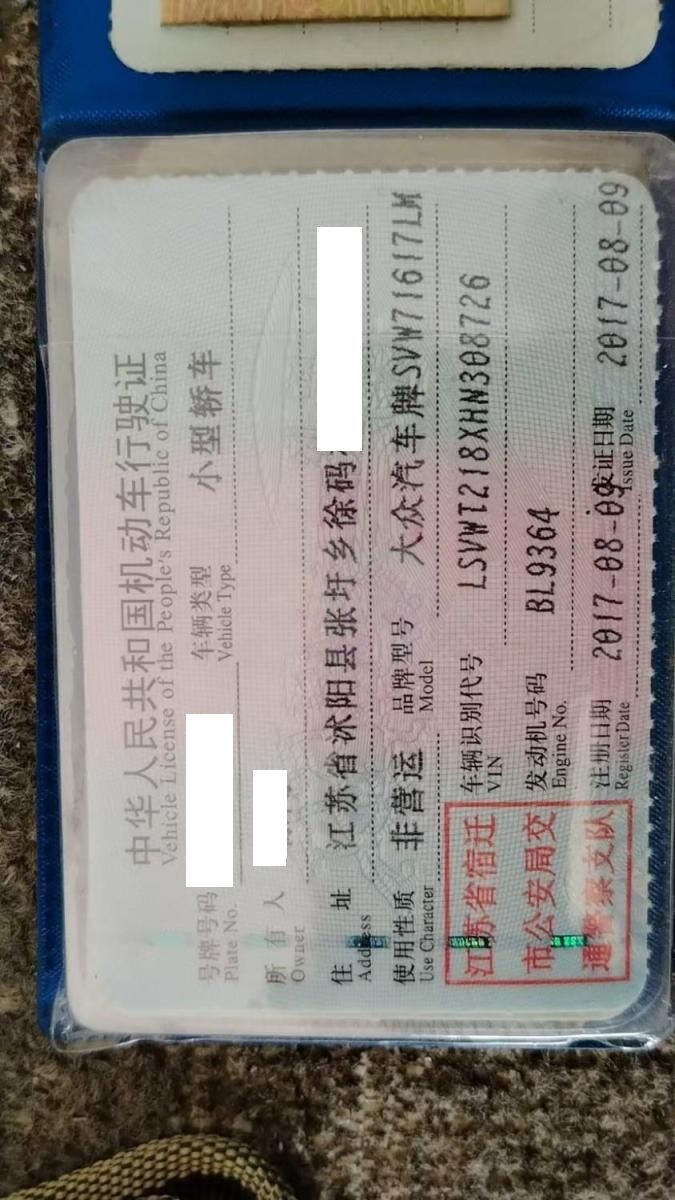 中华人民共和国机动车行驶证
Vehicle License of the People's Republic of China
号牌号码
Plate No.
车辆类型
Vehicle Type
小型轿车
所有人
Owner
住址
Address
江苏省沭阳县张圩乡徐码
使用性质
Use Character
非营运
品牌型号
Model
大众汽车牌SVW71617LM
江苏省宿迁
市公安局交
通警察支队
车辆识别代号
VIN
LSVWT218XHN308726
发动机号码
Engine No.
BL9364
注册日期
Register Date
2017-08-09
发证日期
Issue Date
2017-08-09